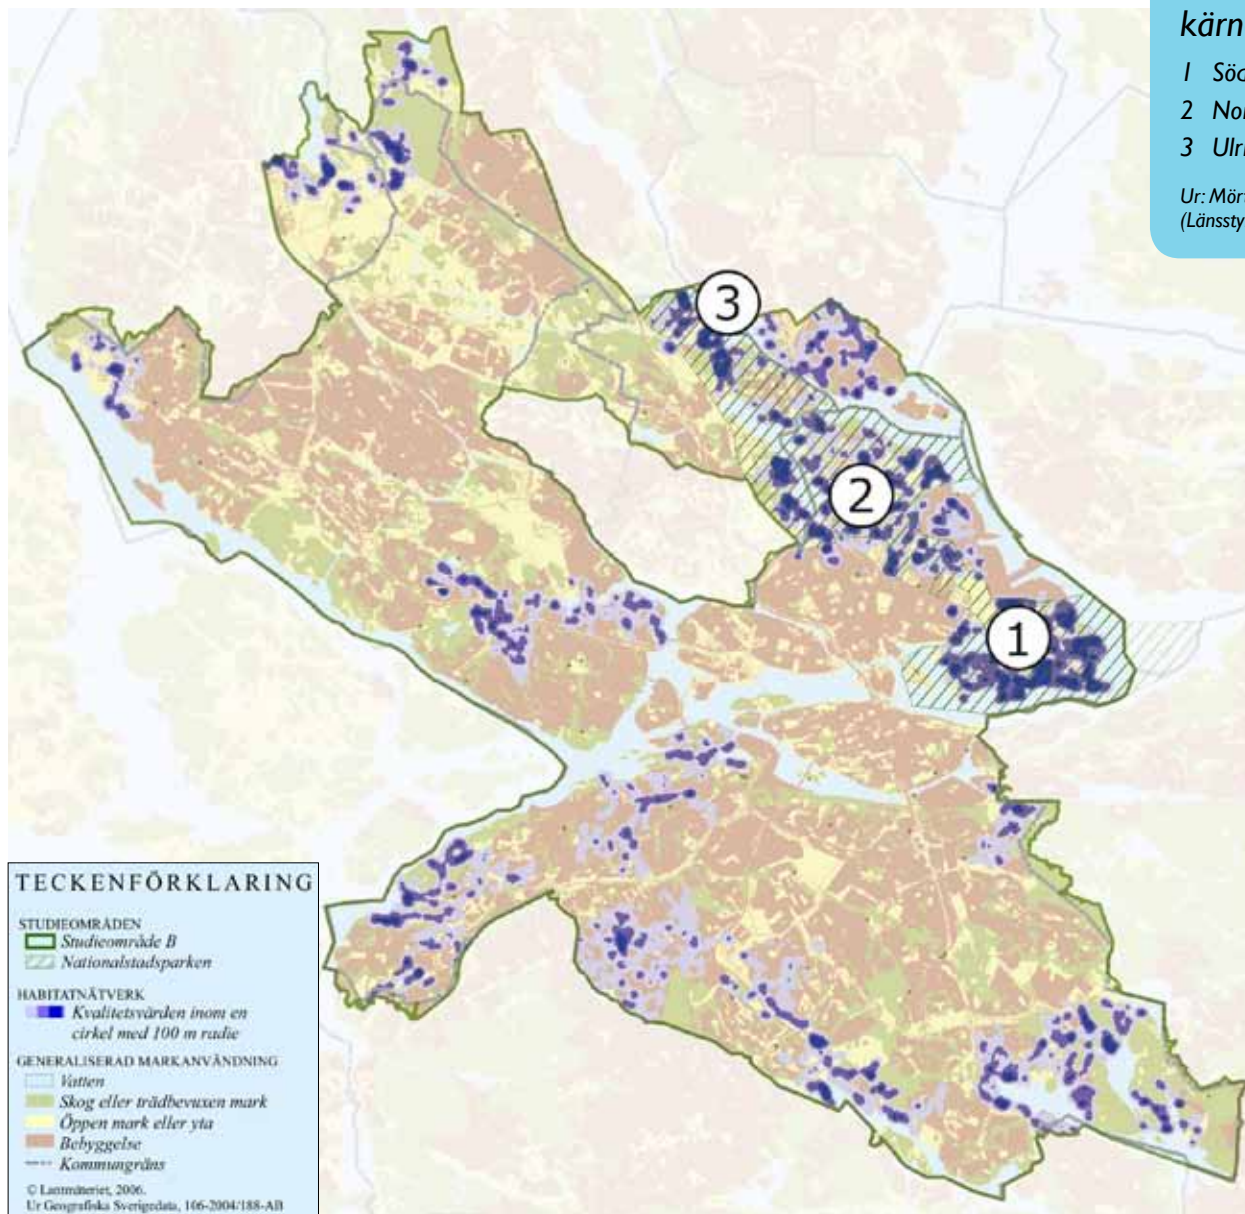 kärn
1 Söd
2 Nor
3 Ulri
Ur: Mört
(Länssty
3
2
1
TECKENFÖRKLARING
STUDIEOMRÅDEN
Studieområde B
Nationalstadsparken
HABITATNÄTVERK
Kvalitetsvärden inom en
cirkel med 100 m radie
GENERALISERAD MARKANVÄNDNING
Vatten
Skog eller trädbevuxen mark
Öppen mark eller yta
Bebyggelse
Kommungräns
© Lantmäteriet, 2006.
Ur Geografiska Sverigedata, 106-2004/188-AB